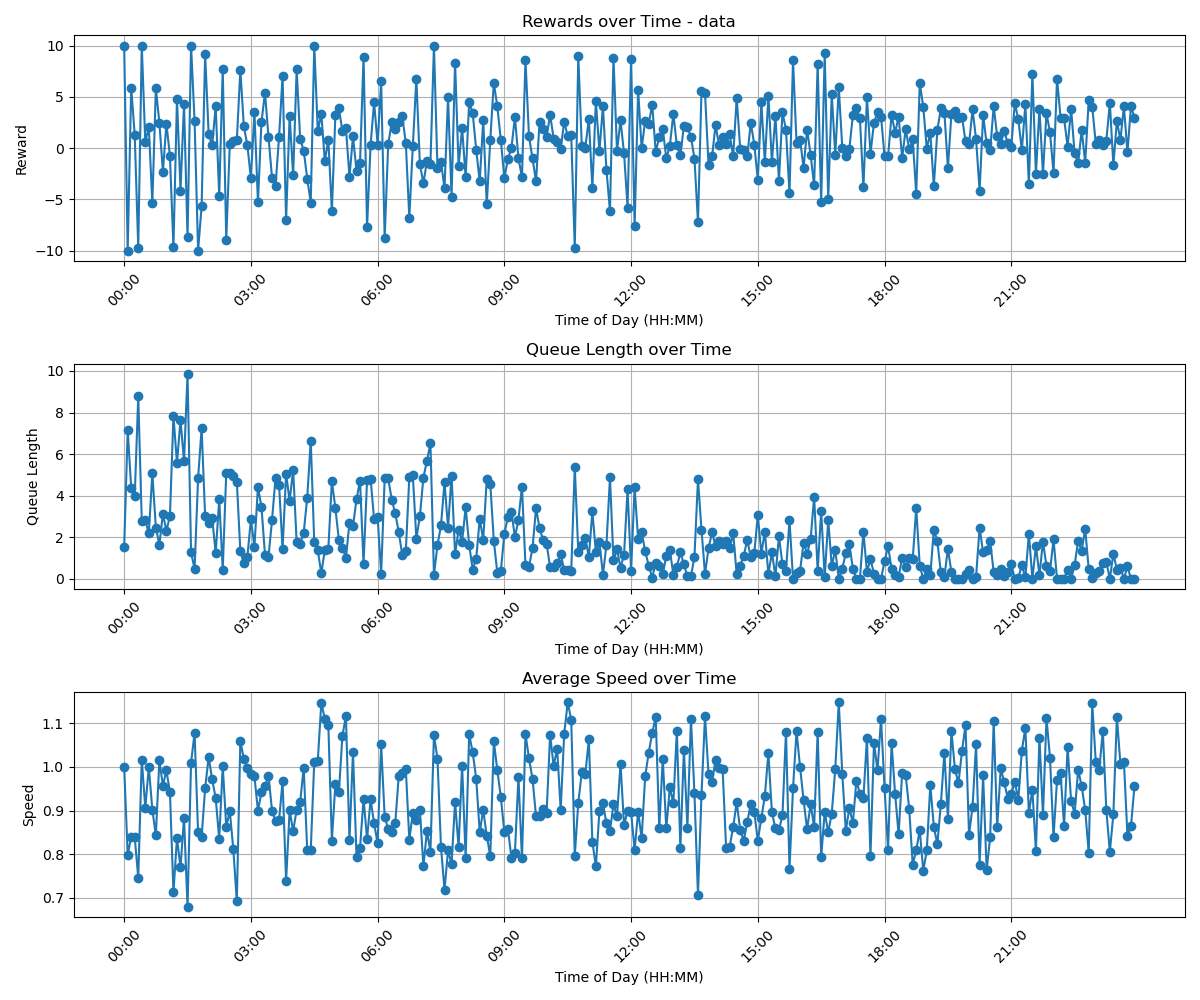 Rewards over Time - data
Reward
10
5
0
−5
−10
00:00 03:00 06:00 09:00 12:00 15:00 18:00 21:00
Time of Day (HH:MM)
Queue Length over Time
Queue Length
10
8
6
4
2
0
00:00 03:00 06:00 09:00 12:00 15:00 18:00 21:00
Time of Day (HH:MM)
Average Speed over Time
Speed
1.1
1.0
0.9
0.8
0.7
00:00 03:00 06:00 09:00 12:00 15:00 18:00 21:00
Time of Day (HH:MM)